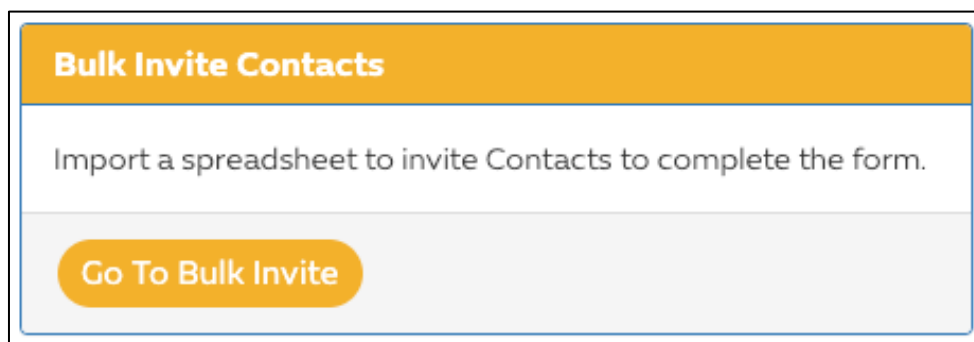 Bulk Invite Contacts
Import a spreadsheet to invite Contacts to complete the form.
Go To Bulk Invite